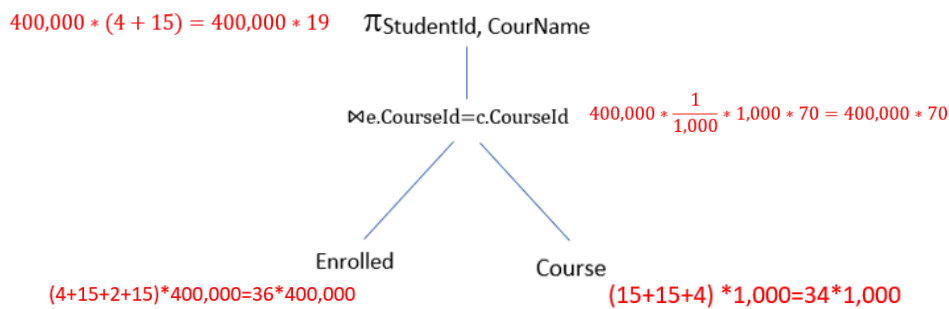 400,000 * (4 + 15) = 400,000 * 19
πStudentId, CourName
⋈e.CourseId=c.CourseId
400,000 * 1/1,000 * 1,000 * 70 = 400,000 * 70
Enrolled
Course
(4+15+2+15)*400,000=36*400,000
(15+15+4) *1,000=34*1,000